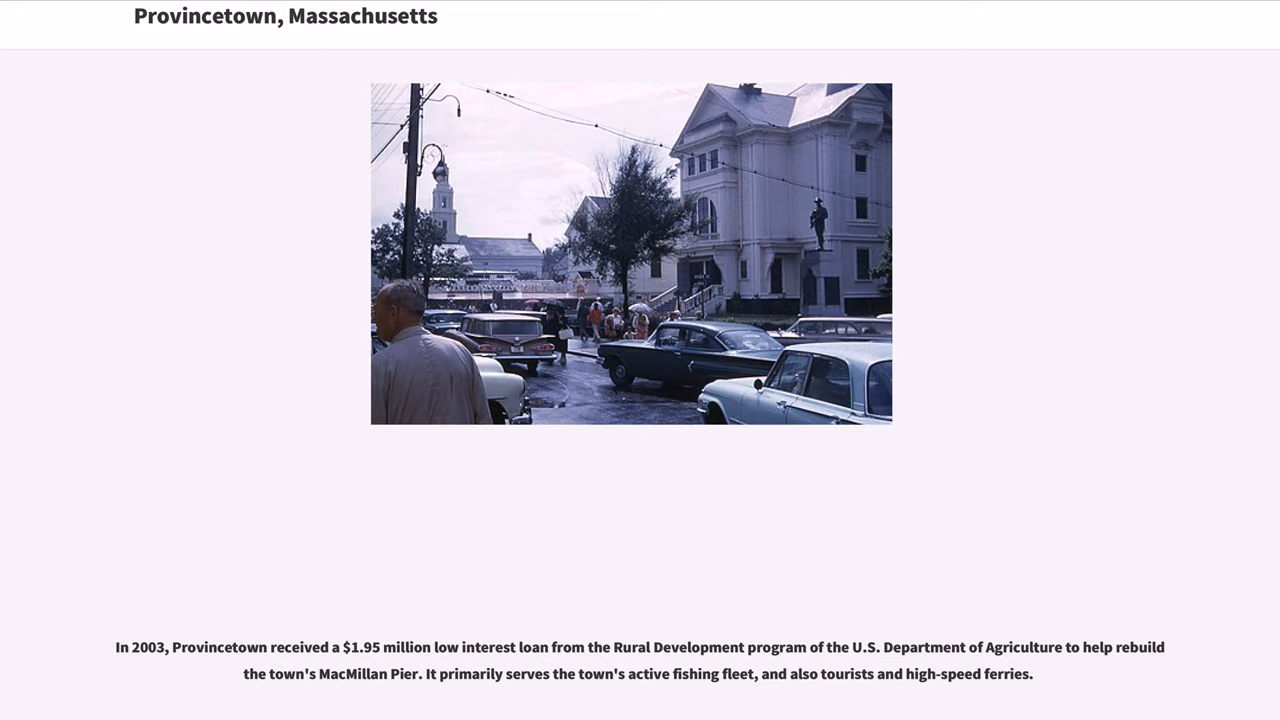 Provincetown, Massachusetts
In 2003, Provincetown received a $1.95 million low interest loan from the Rural Development program of the U.S. Department of Agriculture to help rebuild
the town's MacMillan Pier. It primarily serves the town's active fishing fleet, and also tourists and high-speed ferries.